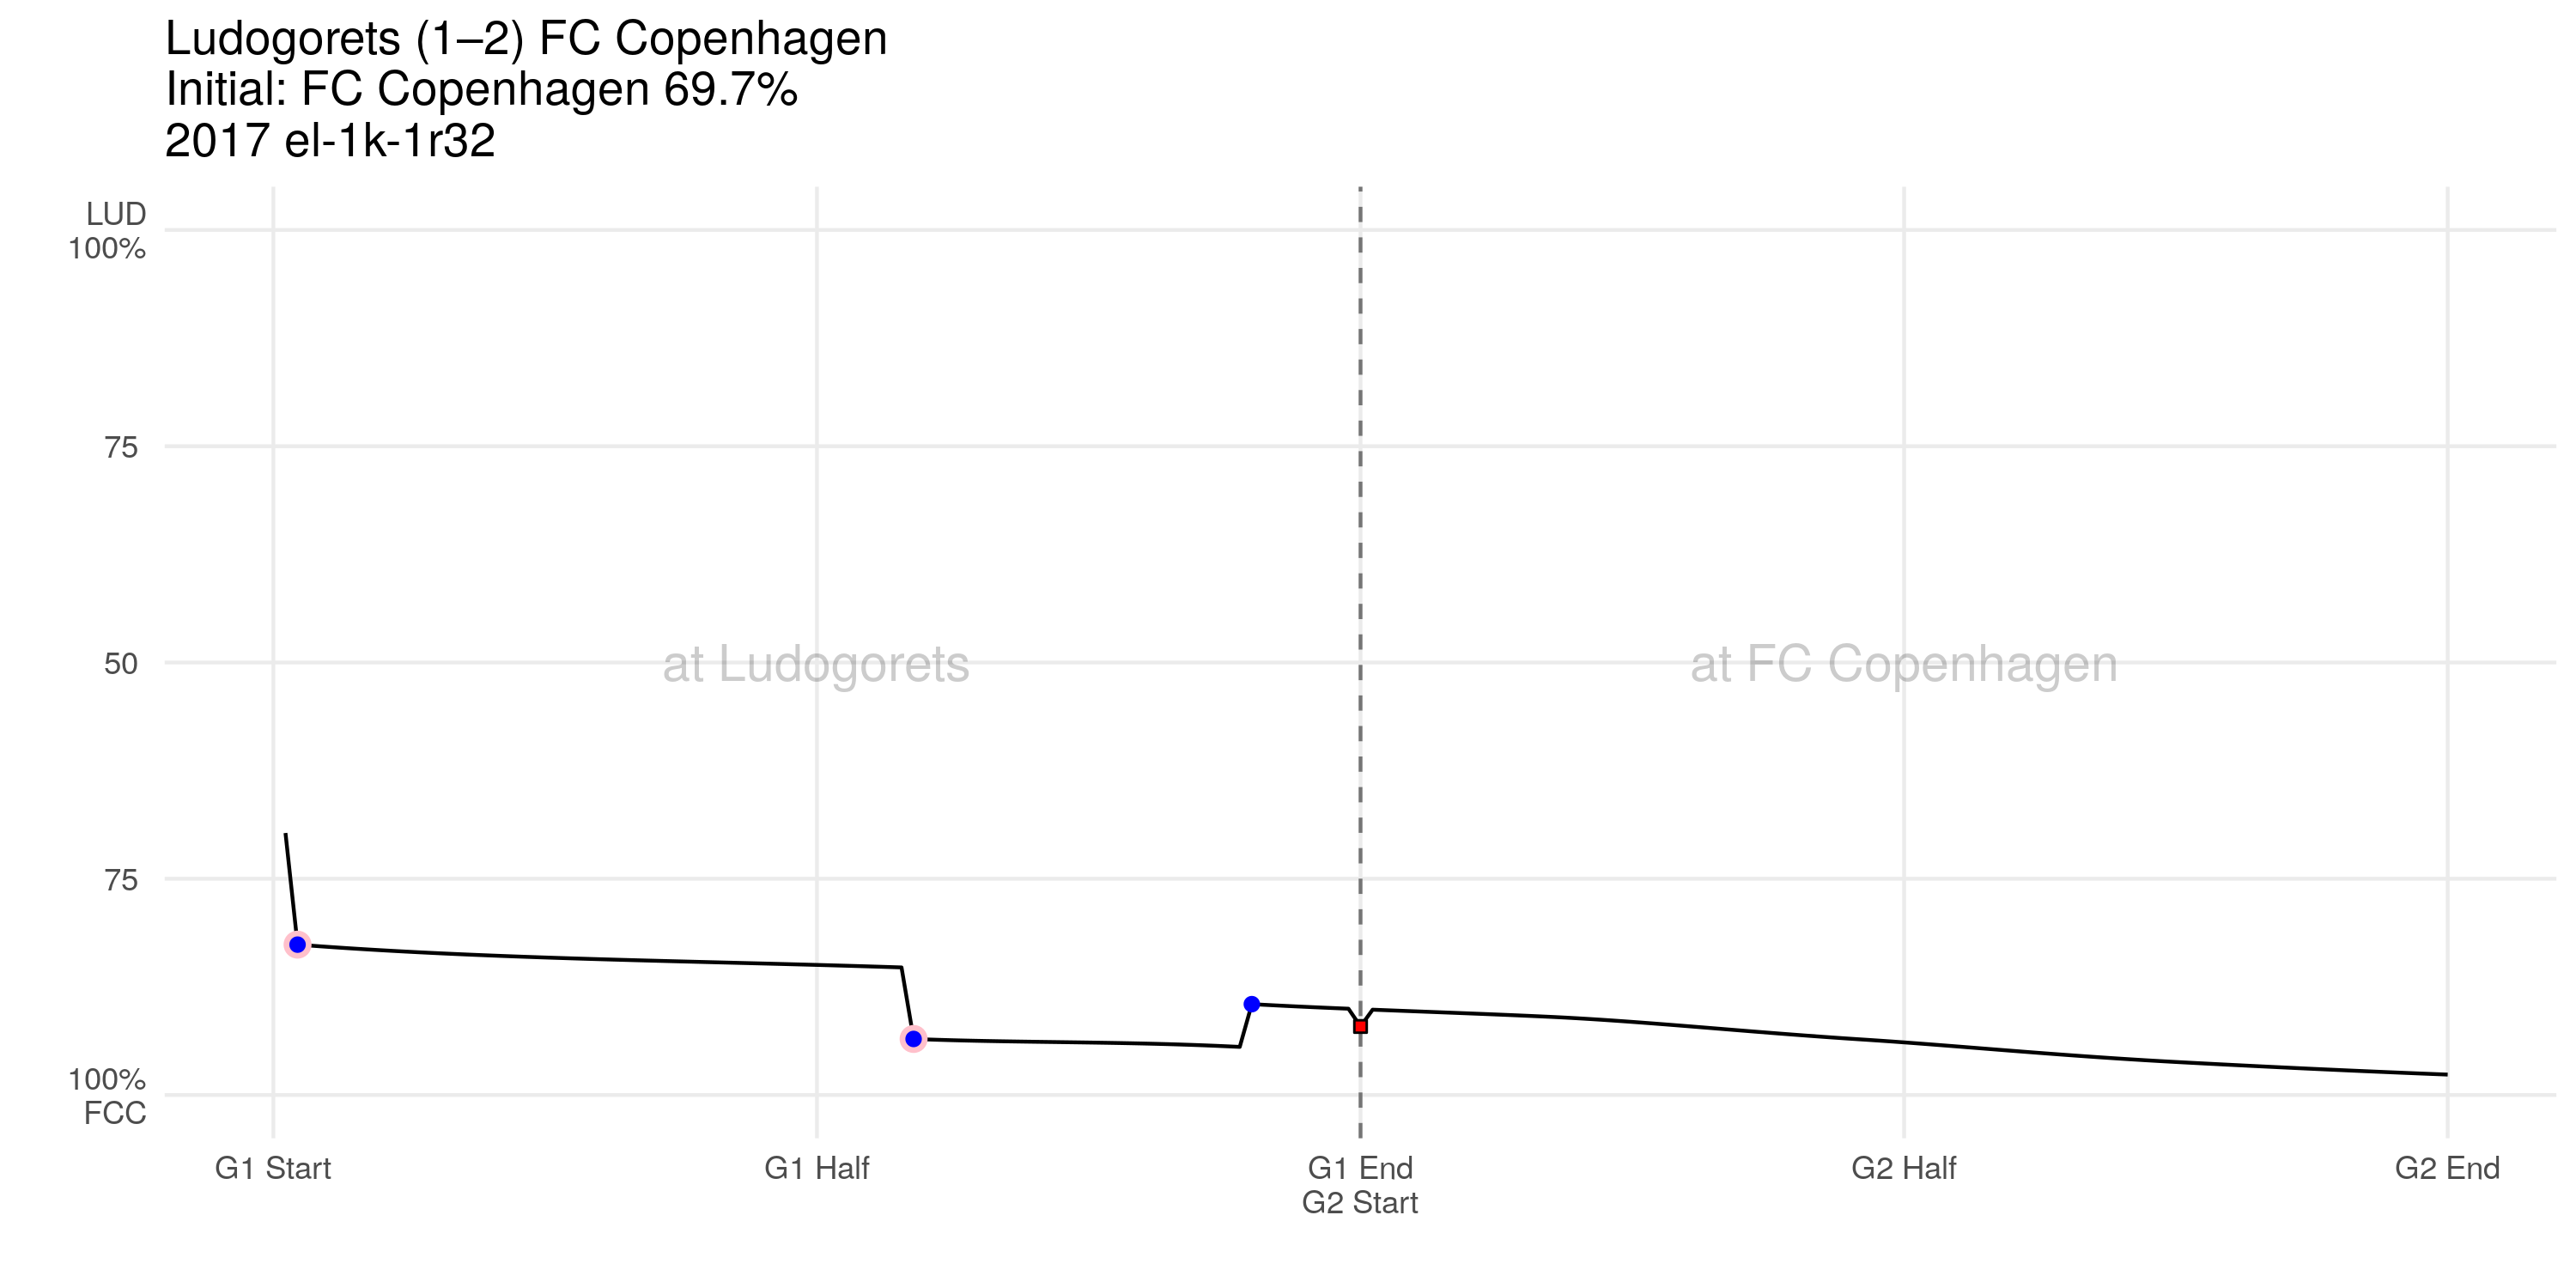 Ludogorets (1–2) FC Copenhagen
Initial: FC Copenhagen 69.7%
2017 el-1k-1r32
LUD
100%
75
50
75
100%
FCC
at Ludogorets
at FC Copenhagen
G1 Start
G1 Half
G1 End
G2 Start
G2 Half
G2 End